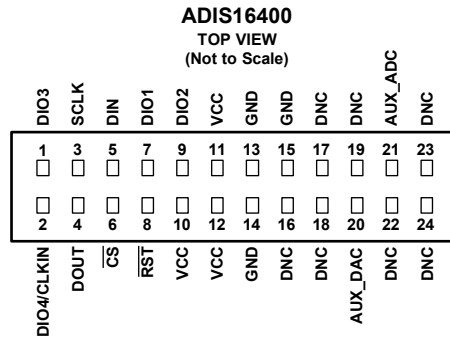 ADIS16400
TOP VIEW
(Not to Scale)
DIO3 SCLK DIN DIO1 DIO2 VCC GND GND DNC DNC AUX_ADC DNC
1 3 5 7 9 11 13 15 17 19 21 23
2 4 6 8 10 12 14 16 18 20 22 24
DIO4/CLKIN DOUT CS RST VCC VCC GND DNC DNC AUX_DAC DNC DNC